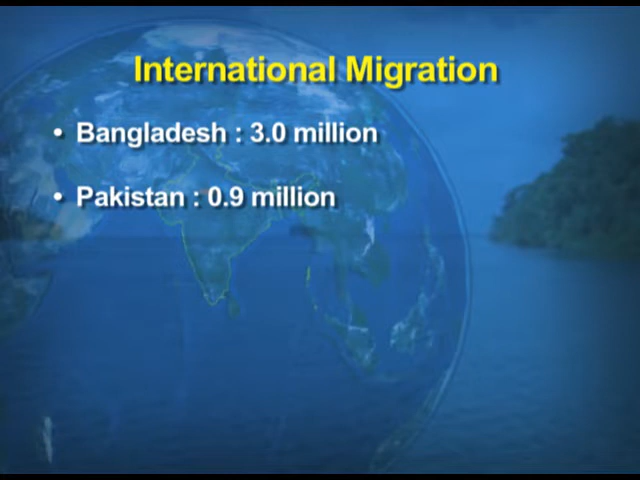 International Migration
• Bangladesh : 3.0 million
• Pakistan : 0.9 million